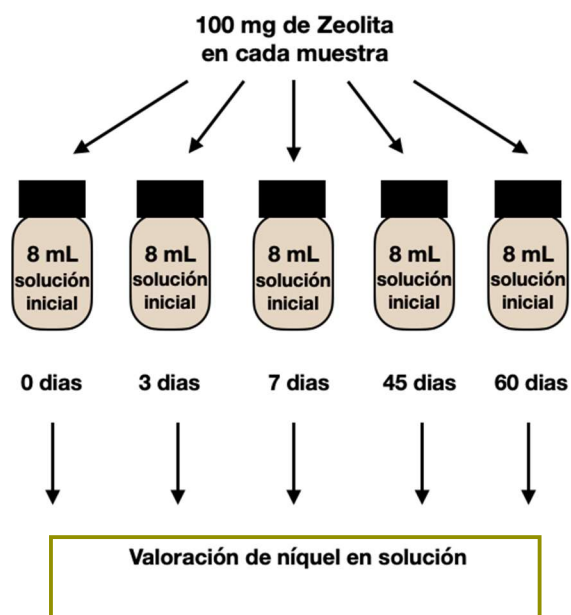 100 mg de Zeolita
en cada muestra
8 mL
solución
inicial
8 mL
solución
inicial
8 mL
solución
inicial
8 mL
solución
inicial
8 mL
solución
inicial
0 dias
3 dias
7 dias
45 dias
60 dias
Valoración de níquel en solución